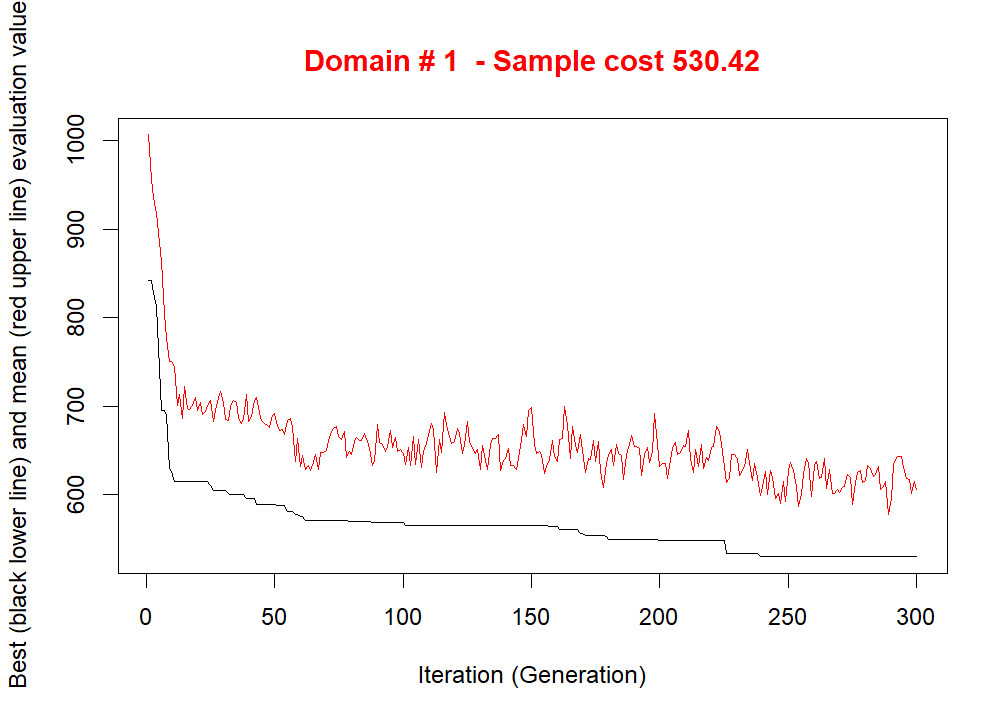 Domain # 1  - Sample cost 530.42
Best (black lower line) and mean (red upper line) evaluation value
1000
900
800
700
600
0 50 100 150 200 250 300
Iteration (Generation)